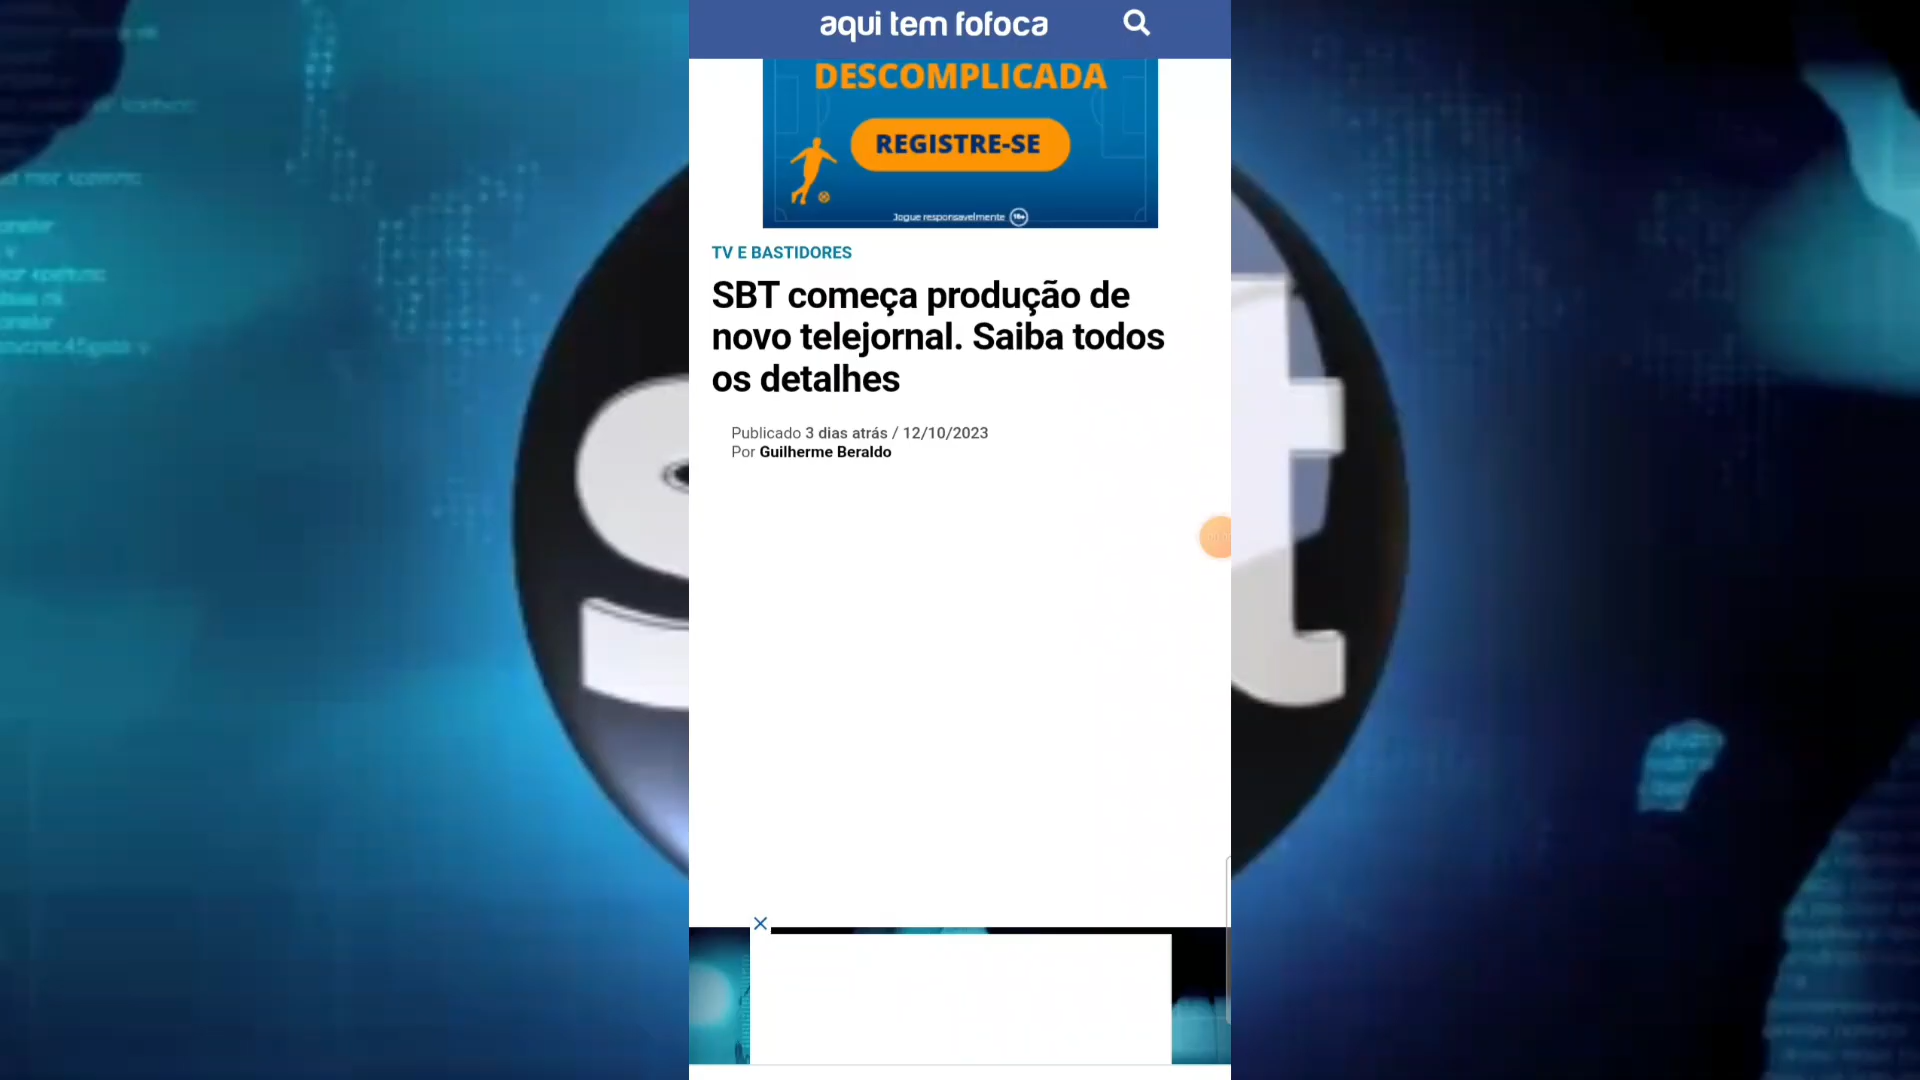 aqui tem fofoca
DESCOMPLICADA
REGISTRE-SE
Jogue responsavelmente 18+
TV E BASTIDORES
SBT começa produção de
novo telejornal. Saiba todos
os detalhes
Publicado 3 dias atrás / 12/10/2023
Por Guilherme Beraldo